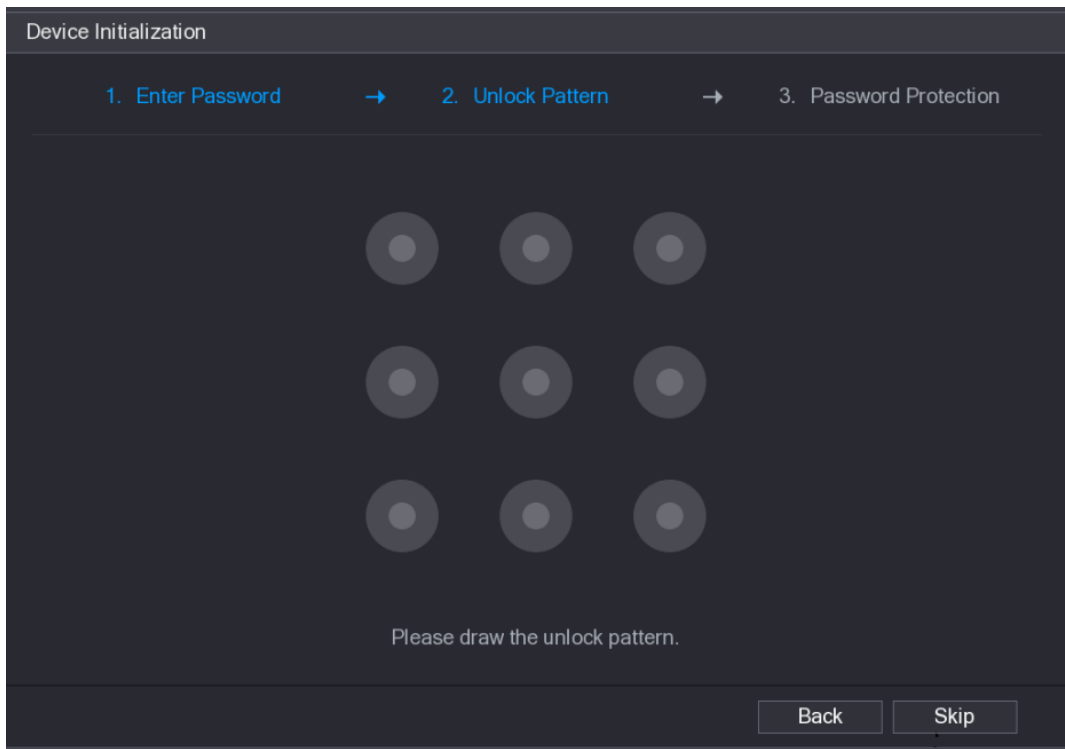 Device Initialization
1. Enter Password → 2. Unlock Pattern → 3. Password Protection
Please draw the unlock pattern.
Back Skip